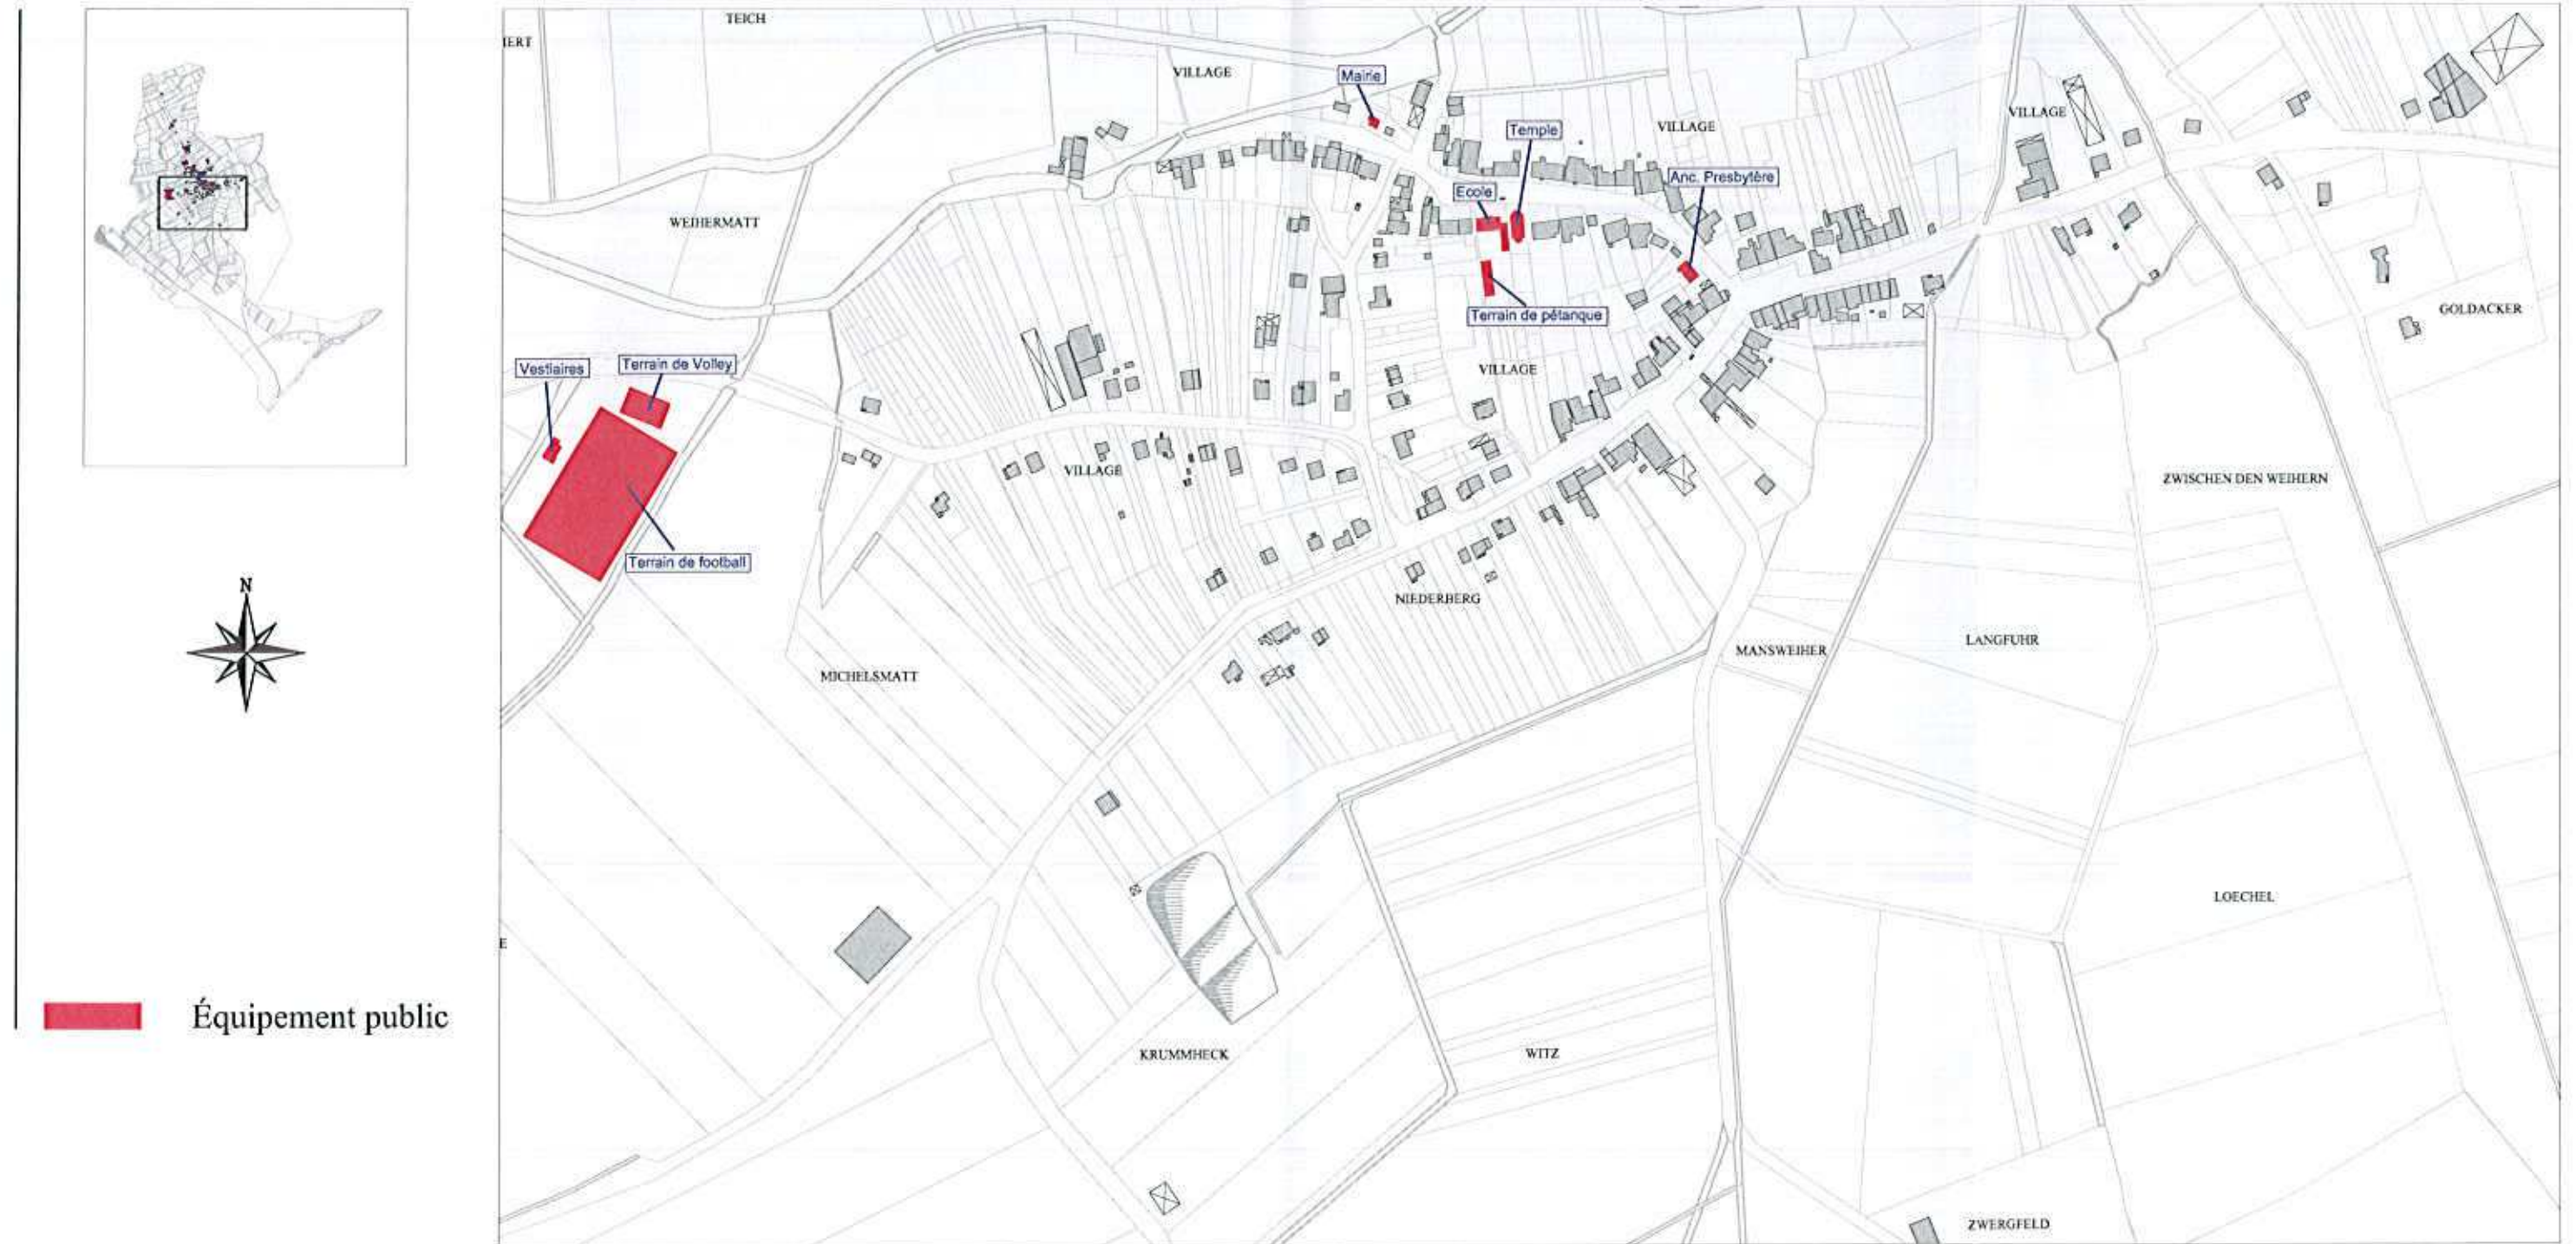 TEICH
IERT
VILLAGE
Mairie
VILLAGE
Temple
VILLAGE
Anc. Presbytère
Ecole
WEIHERMATT
GOLDACKER
Terrain de pétanque
Vestiaires
Terrain de Volley
VILLAGE
VILLAGE
ZWISCHEN DEN WEIHERN
Terrain de football
N
NIEDERBERG
LANGFUHR
MANSWEIHER
MICHELSMATT
LOECHEL
E
Équipement public
KRUMMHECK
WITZ
ZWERGFELD